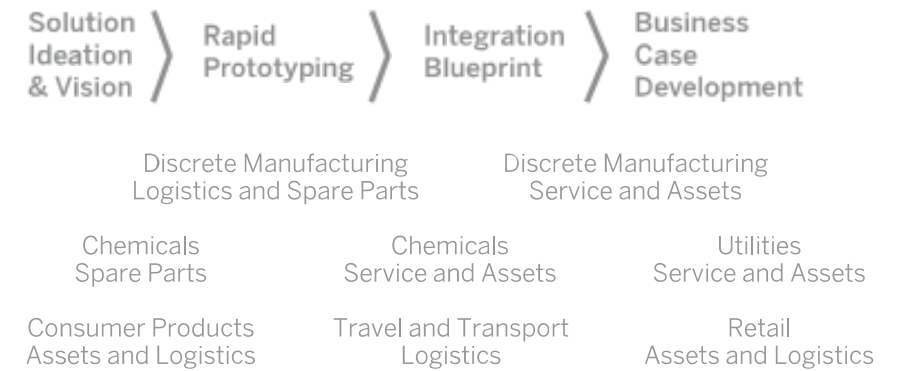 Solution
Ideation
& Vision
Rapid
Prototyping
Integration
Blueprint
Business
Case
Development
Discrete Manufacturing
Logistics and Spare Parts
Discrete Manufacturing
Service and Assets
Chemicals
Spare Parts
Chemicals
Service and Assets
Utilities
Service and Assets
Consumer Products
Assets and Logistics
Travel and Transport
Logistics
Retail
Assets and Logistics